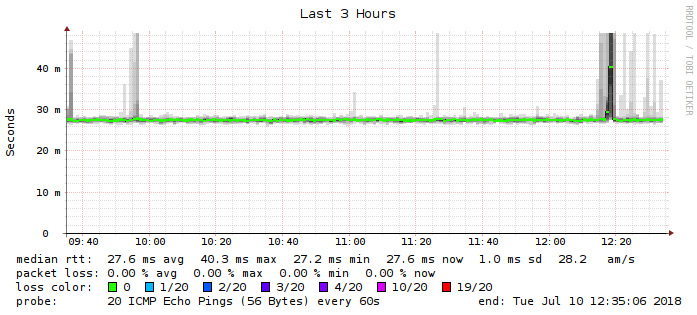 Last 3 Hours
RRDTOOL / TOBI OETIKER
Seconds
40 m
30 m
20 m
10 m
0
09:40 10:00 10:20 10:40 11:00 11:20 11:40 12:00 12:20
median rtt: 27.6 ms avg 40.3 ms max 27.2 ms min 27.6 ms now 1.0 ms sd 28.2 am/s
packet loss: 0.00 % avg 0.00 % max 0.00 % min 0.00 % now
loss color: 0 1/20 2/20 3/20 4/20 10/20 19/20
probe: 20 ICMP Echo Pings (56 Bytes) every 60s end: Tue Jul 10 12:35:06 2018